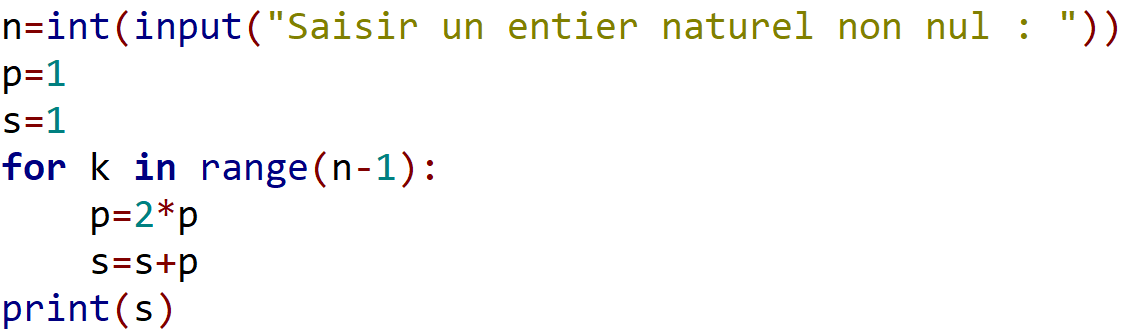 n=int(input("Saisir un entier naturel non nul : "))
p=1
s=1
for k in range(n-1):
    p=2*p
    s=s+p
print(s)